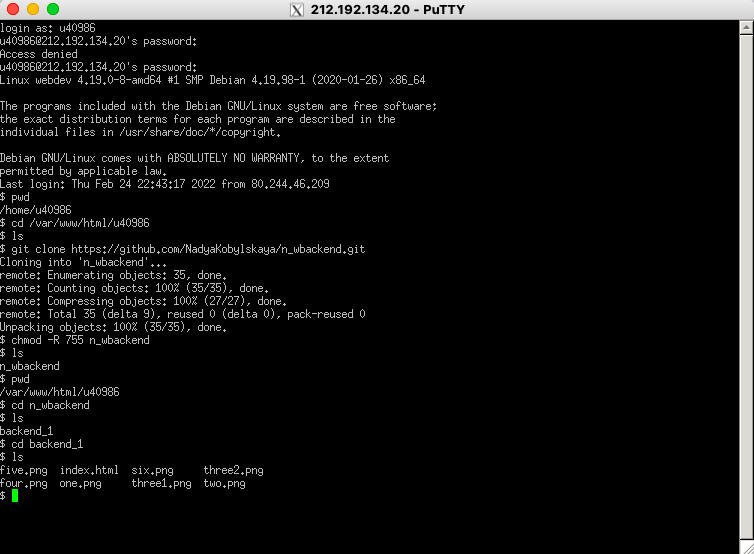 212.192.134.20 - PuTTY
login as: u40986
u40986@212.192.134.20's password:
Access denied
u40986@212.192.134.20's password:
Linux webdev 4.19.0-8-amd64 #1 SMP Debian 4.19.98-1 (2020-01-26) x86_64
The programs included with the Debian GNU/Linux system are free software;
the exact distribution terms for each program are described in the
individual files in /usr/share/doc/*/copyright.
Debian GNU/Linux comes with ABSOLUTELY NO WARRANTY, to the extent
permitted by applicable law.
Last login: Thu Feb 24 22:43:17 2022 from 80.244.46.209
$ pwd
/home/u40986
$ cd /var/www/html/u40986
$ ls
$ git clone https://github.com/NadyaKobylskaya/n_wbackend.git
Cloning into 'n_wbackend'...
remote: Enumerating objects: 35, done.
remote: Counting objects: 100% (35/35), done.
remote: Compressing objects: 100% (27/27), done.
remote: Total 35 (delta 9), reused 0 (delta 0), pack-reused 0
Unpacking objects: 100% (35/35), done.
$ chmod -R 755 n_wbackend
$ ls
n_wbackend
$ pwd
/var/www/html/u40986
$ cd n_wbackend
$ ls
backend_1
$ cd backend_1
$ ls
five.png  index.html  six.png     three2.png
four.png  one.png     three1.png  two.png
$